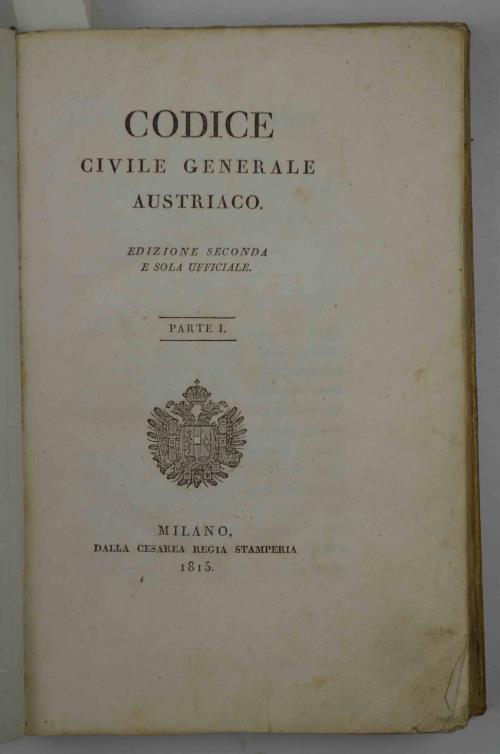 CODICE
CIVILE GENERALE
AUSTRIACO.
EDIZIONE SECONDA
E SOLA UFFICIALE.
PARTE I.
MILANO,
DALLA CESAREA REGIA STAMPERIA
1815.